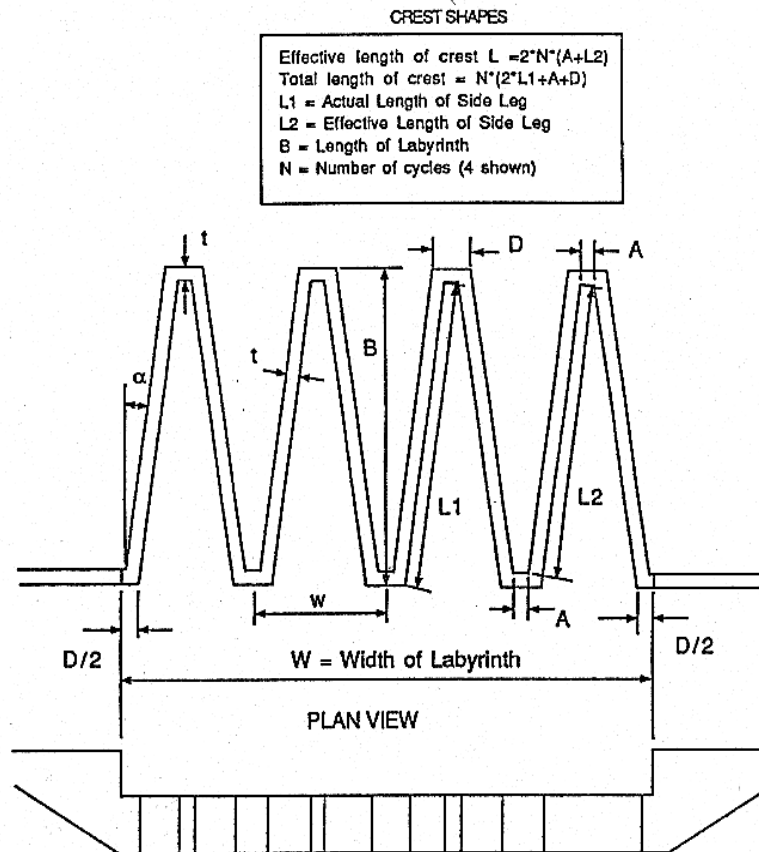 CREST SHAPES
Effective length of crest L =2*N*(A+L2)
Total length of crest = N*(2*L1+A+D)
L1 = Actual Length of Side Leg
L2 = Effective Length of Side Leg
B = Length of Labyrinth
N = Number of cycles (4 shown)
t
D
A
B
t
α
L1
L2
w
A
D/2
D/2
W = Width of Labyrinth
PLAN VIEW